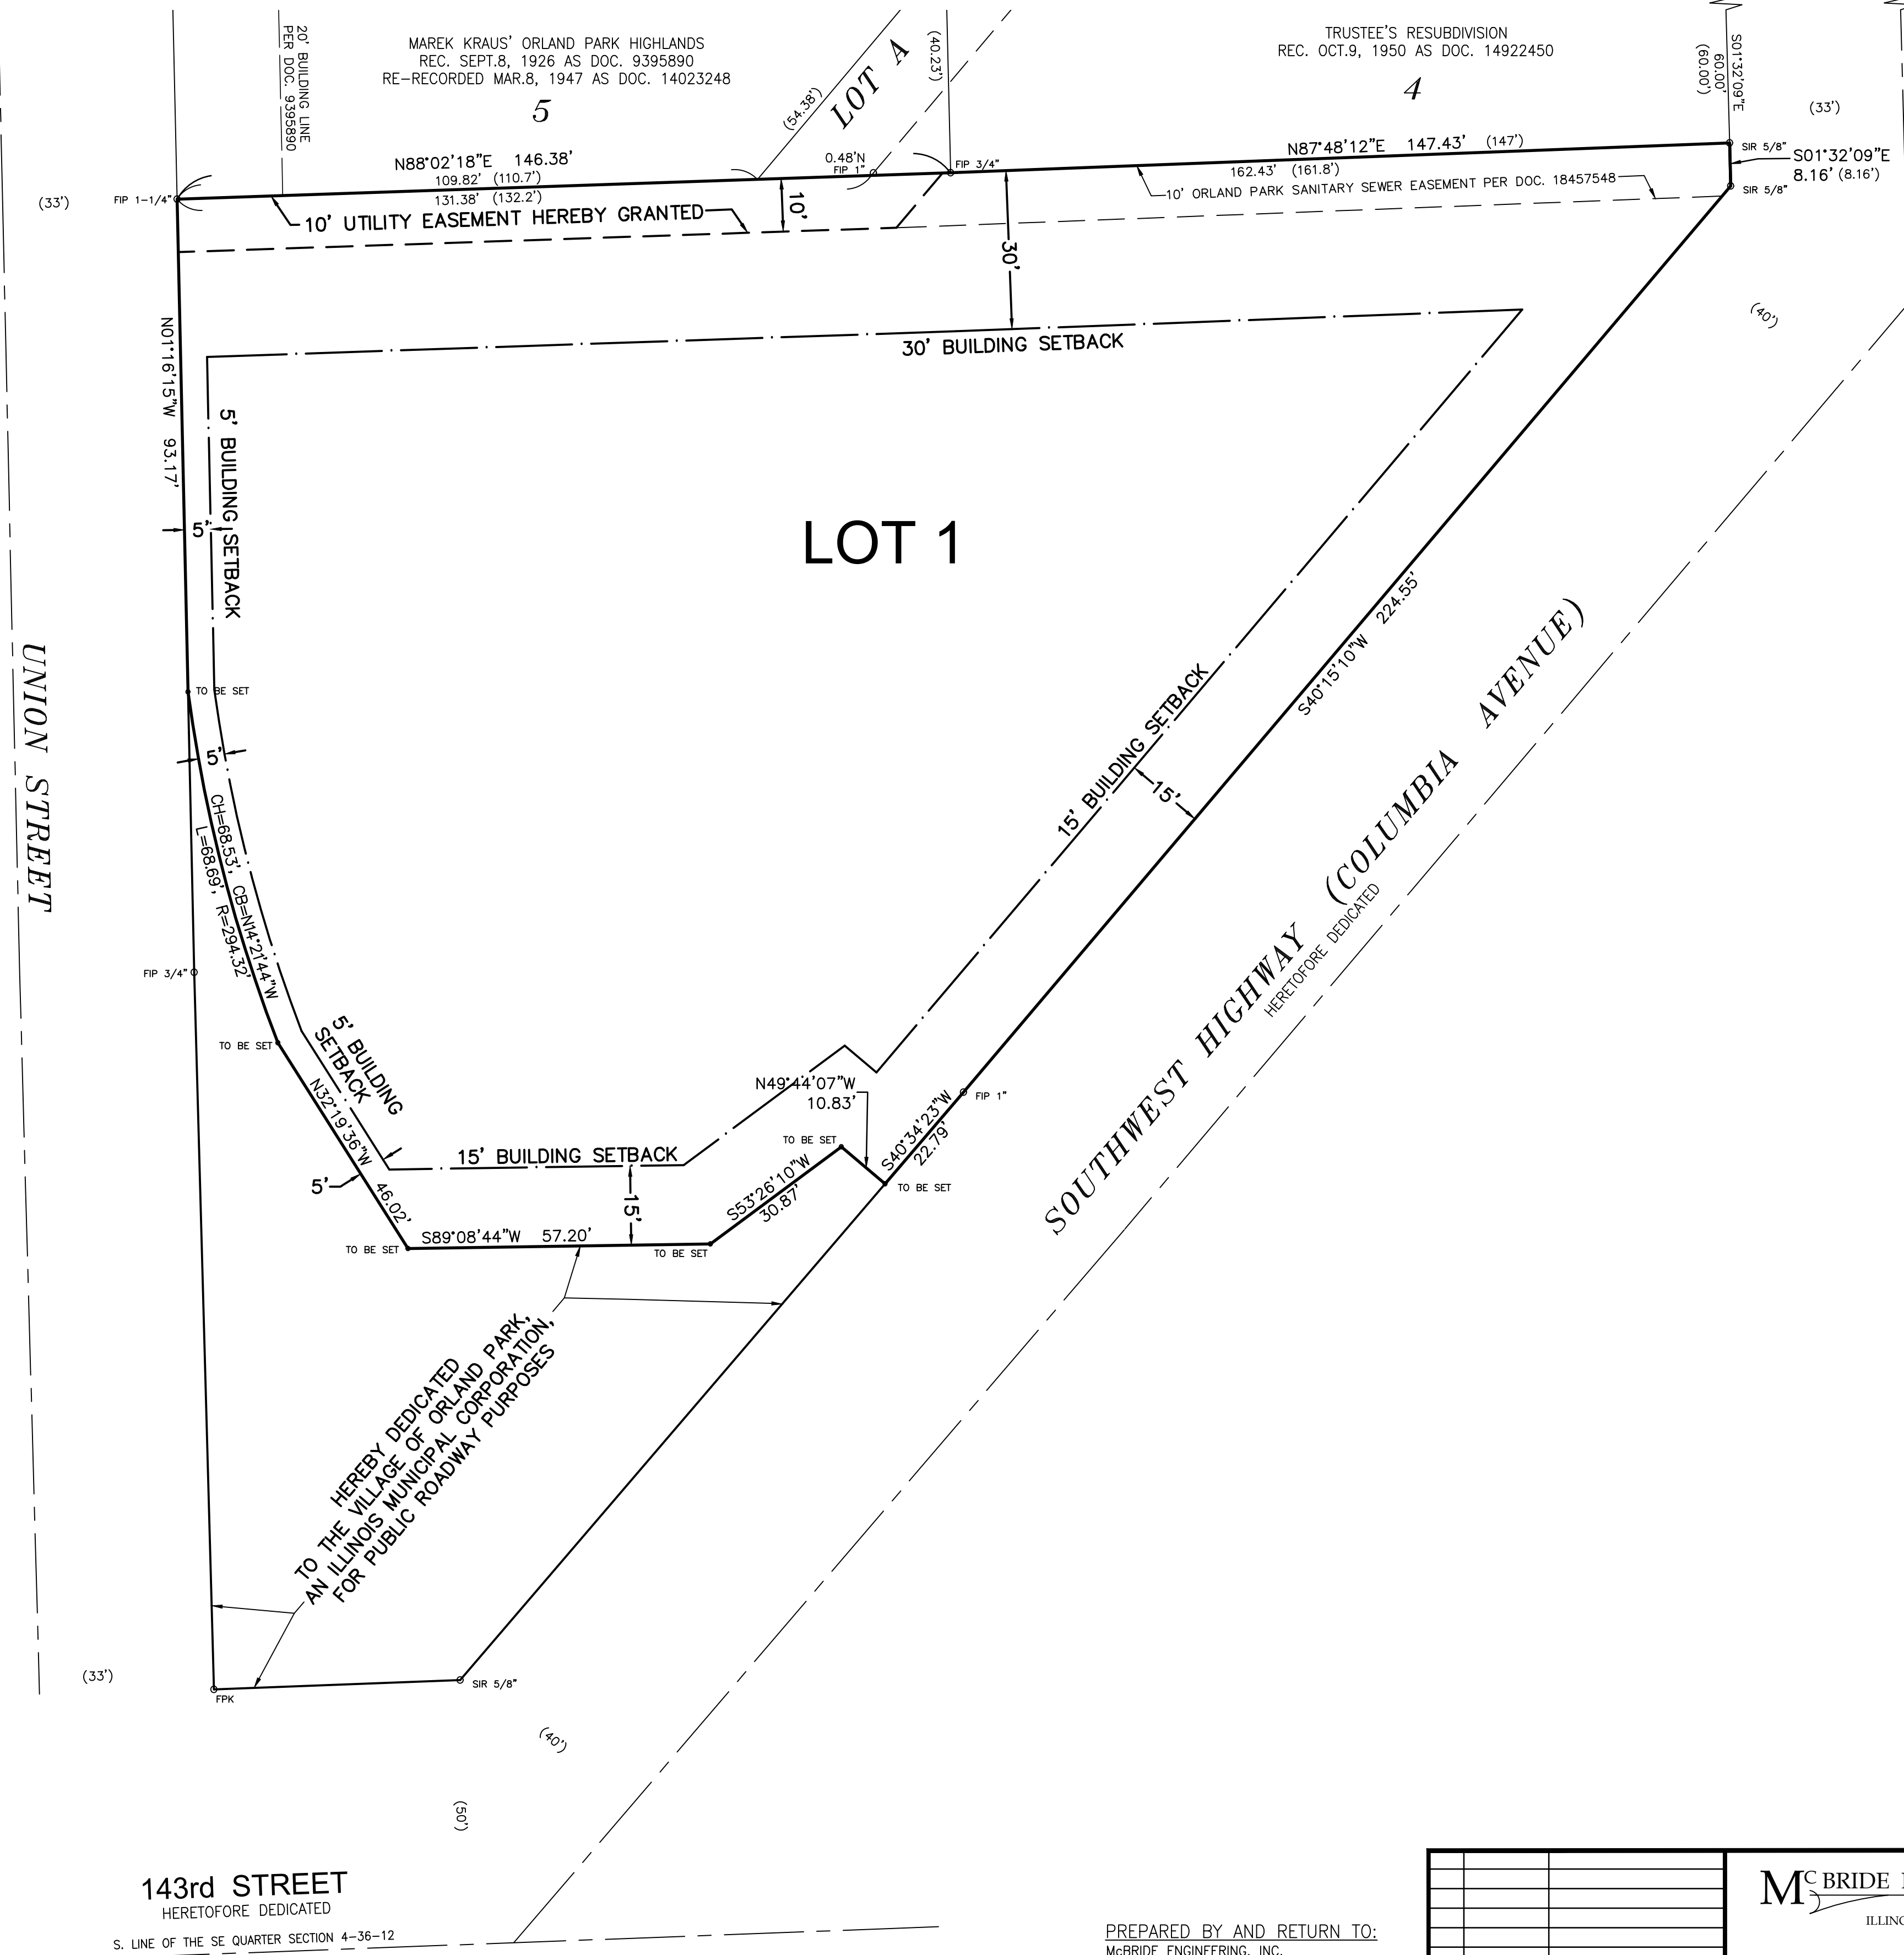 20' BUILDING LINE
PER DOC. 9395890
MAREK KRAUS' ORLAND PARK HIGHLANDS
REC. SEPT.8, 1926 AS DOC. 9395890
RE-RECORDED MAR.8, 1947 AS DOC. 14023248
5
(54.38')
LOT A
(40.23')
TRUSTEE'S RESUBDIVISION
REC. OCT.9, 1950 AS DOC. 14922450
4
S01°32'09"E
60.00'
(60.00')
(33')
N88°02'18"E 146.38'
109.82' (110.7')
131.38' (132.2')
0.48'N
FIP 1"
FIP 3/4"
N87°48'12"E 147.43' (147')
162.43' (161.8')
SIR 5/8"
S01°32'09"E
8.16' (8.16')
SIR 5/8"
10' ORLAND PARK SANITARY SEWER EASEMENT PER DOC. 18457548
(33')
FIP 1-1/4"
10' UTILITY EASEMENT HEREBY GRANTED
10'
30'
(40')
30' BUILDING SETBACK
N01°16'15"W 93.17'
5' BUILDING SETBACK
5'
LOT 1
S40°15'10"W 224.55'
UNION STREET
TO BE SET
5'
15' BUILDING SETBACK
15'
CH=68.53', CB=N14°21'44"W
L=68.69', R=294.32'
SOUTHWEST HIGHWAY (COLUMBIA AVENUE)
HERETOFORE DEDICATED
FIP 3/4"
TO BE SET
5' BUILDING
SETBACK
N32°19'36"W
46.02'
5'
N49°44'07"W
10.83'
S40°34'23"W
22.79'
FIP 1"
TO BE SET
TO BE SET
15' BUILDING SETBACK
15'
S53°26'10"W
30.87'
S89°08'44"W 57.20'
TO BE SET
TO BE SET
HEREBY DEDICATED
TO THE VILLAGE OF ORLAND PARK,
AN ILLINOIS MUNICIPAL CORPORATION,
FOR PUBLIC ROADWAY PURPOSES
(33')
FPK
SIR 5/8"
(40')
(50')
143rd STREET
HERETOFORE DEDICATED
S. LINE OF THE SE QUARTER SECTION 4-36-12
PREPARED BY AND RETURN TO:
McBRIDE ENGINEERING, INC.
McBRIDE